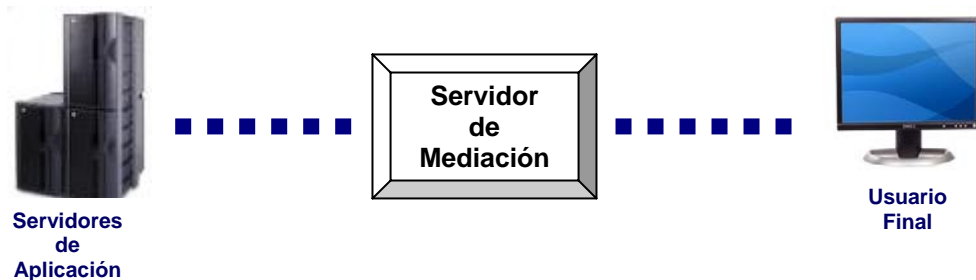 Servidores
de
Aplicación
Servidor
de
Mediación
Usuario
Final